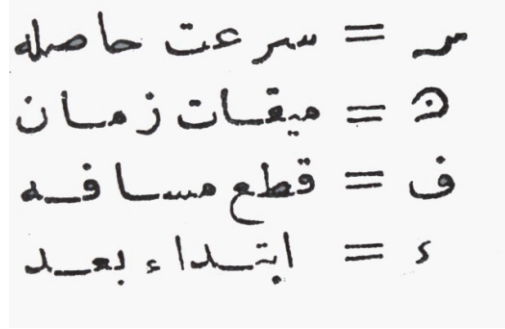 س = سرعت حاصله
ن = میقات زمان
ف = قطع مسافه
ء = ابتداء بعد